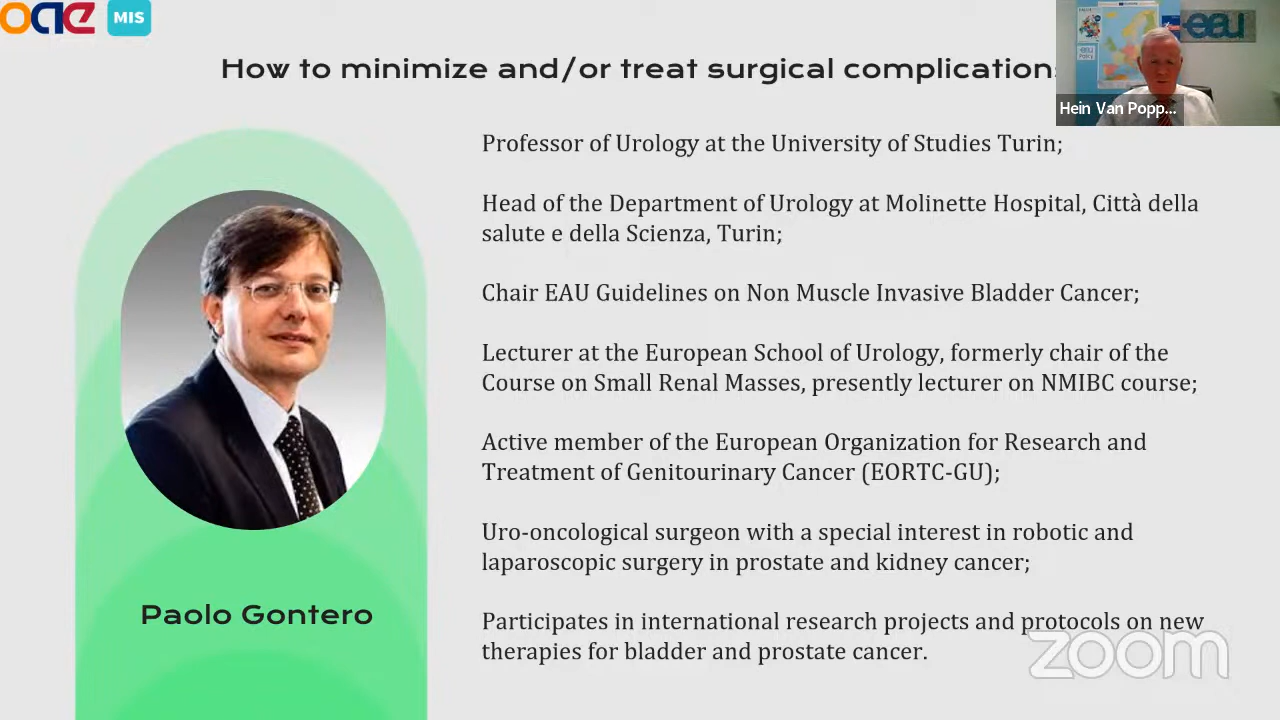 oae MIS
How to minimize and/or treat surgical complication
eau
Hein Van Popp...
Professor of Urology at the University of Studies Turin;
Head of the Department of Urology at Molinette Hospital, Città della
salute e della Scienza, Turin;
Chair EAU Guidelines on Non Muscle Invasive Bladder Cancer;
Lecturer at the European School of Urology, formerly chair of the
Course on Small Renal Masses, presently lecturer on NMIBC course;
Active member of the European Organization for Research and
Treatment of Genitourinary Cancer (EORTC-GU);
Uro-oncological surgeon with a special interest in robotic and
laparoscopic surgery in prostate and kidney cancer;
Participates in international research projects and protocols on new
therapies for bladder and prostate cancer.
Paolo Gontero
zoom